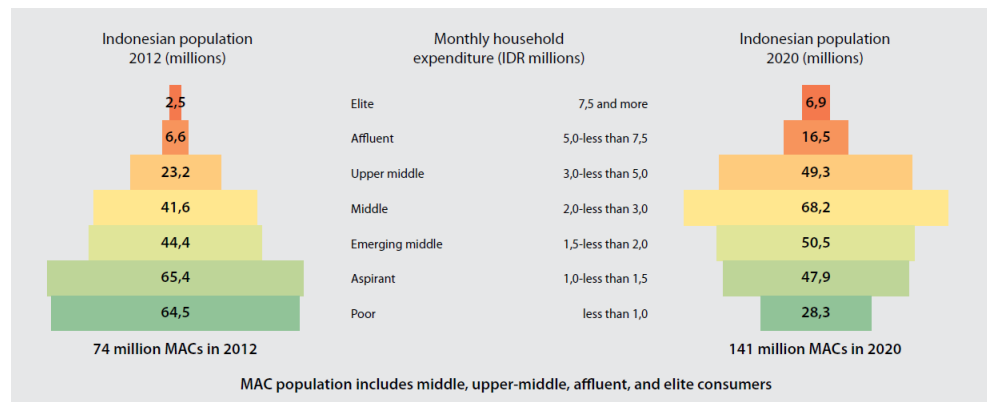 Indonesian population
2012 (millions)
Monthly household
expenditure (IDR millions)
Indonesian population
2020 (millions)
2,5 Elite 7,5 and more 6,9
6,6 Affluent 5,0-less than 7,5 16,5
23,2 Upper middle 3,0-less than 5,0 49,3
41,6 Middle 2,0-less than 3,0 68,2
44,4 Emerging middle 1,5-less than 2,0 50,5
65,4 Aspirant 1,0-less than 1,5 47,9
64,5 Poor less than 1,0 28,3
74 million MACs in 2012 141 million MACs in 2020
MAC population includes middle, upper-middle, affluent, and elite consumers